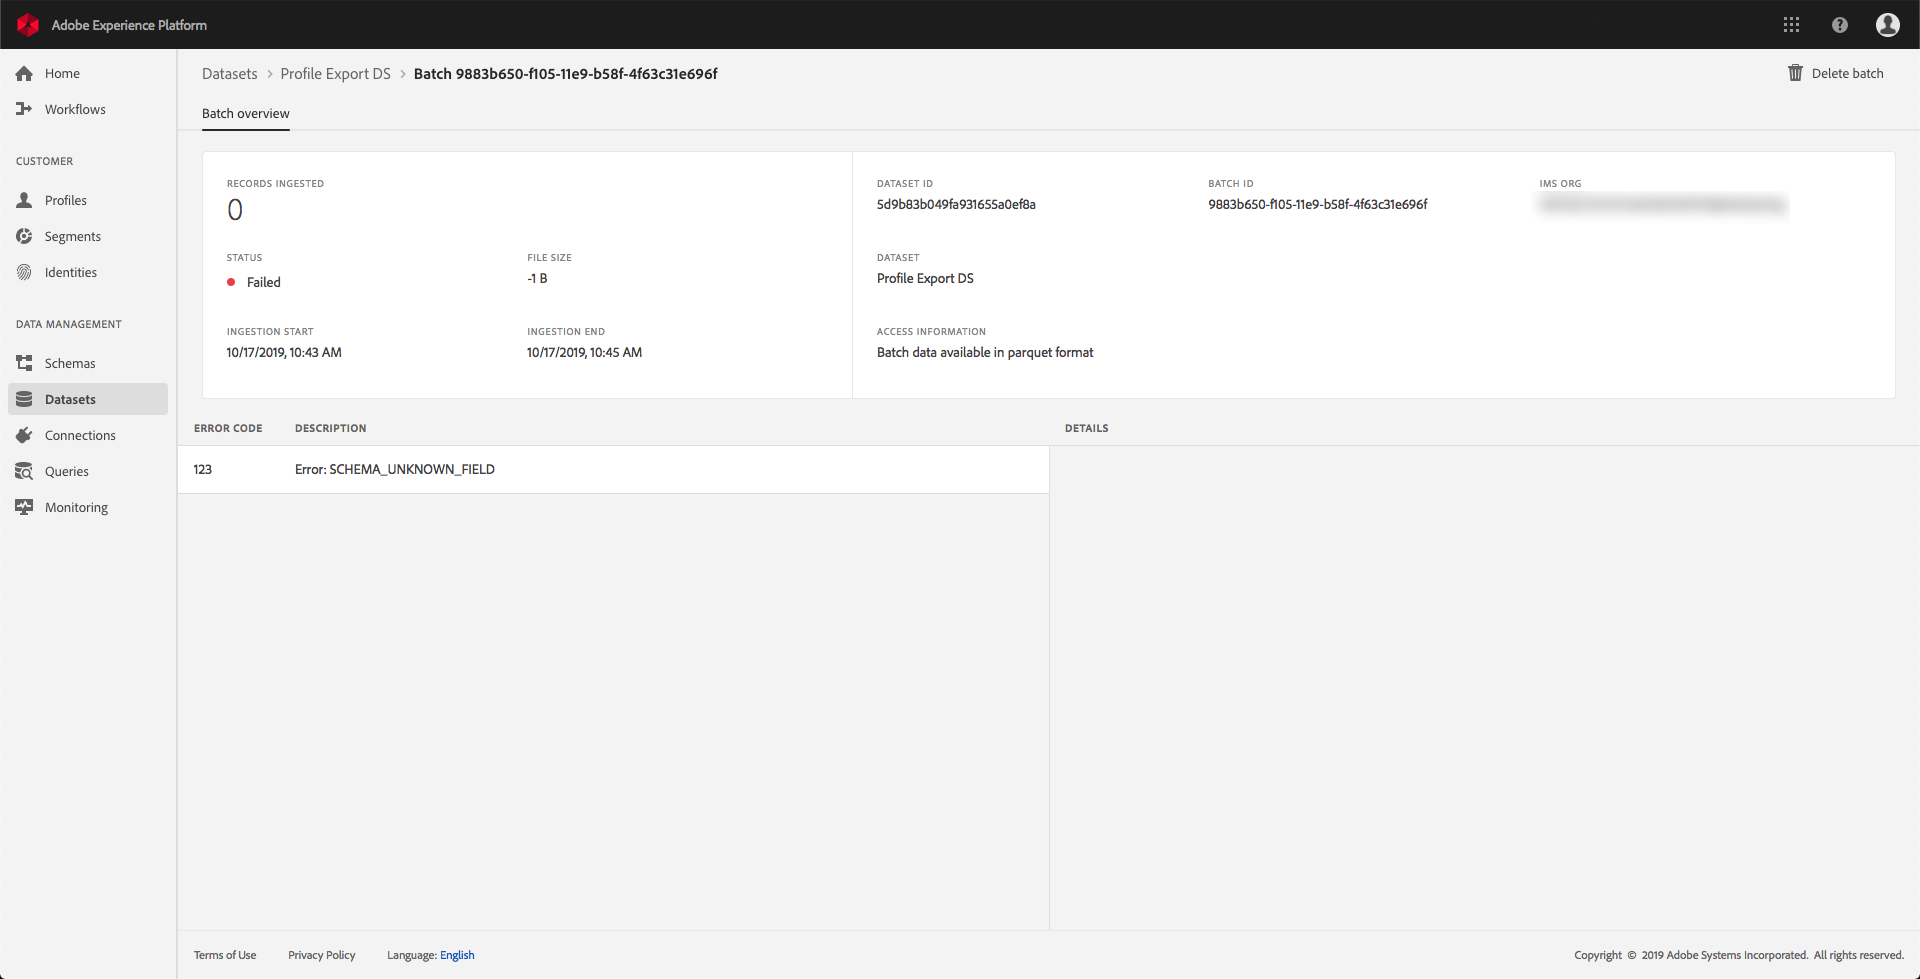 Adobe Experience Platform
Home
Workflows
CUSTOMER
Profiles
Segments
Identities
DATA MANAGEMENT
Schemas
Datasets
Connections
Queries
Monitoring
Datasets > Profile Export DS > Batch 9883b650-f105-11e9-b58f-4f63c31e696f
Delete batch
Batch overview
RECORDS INGESTED
0
STATUS
Failed
FILE SIZE
-1 B
INGESTION START
10/17/2019, 10:43 AM
INGESTION END
10/17/2019, 10:45 AM
DATASET ID
5d9b83b049fa931655a0ef8a
BATCH ID
9883b650-f105-11e9-b58f-4f63c31e696f
IMS ORG
DATASET
Profile Export DS
ACCESS INFORMATION
Batch data available in parquet format
ERROR CODE DESCRIPTION DETAILS
123 Error: SCHEMA_UNKNOWN_FIELD
Terms of Use Privacy Policy Language: English
Copyright © 2019 Adobe Systems Incorporated. All rights reserved.